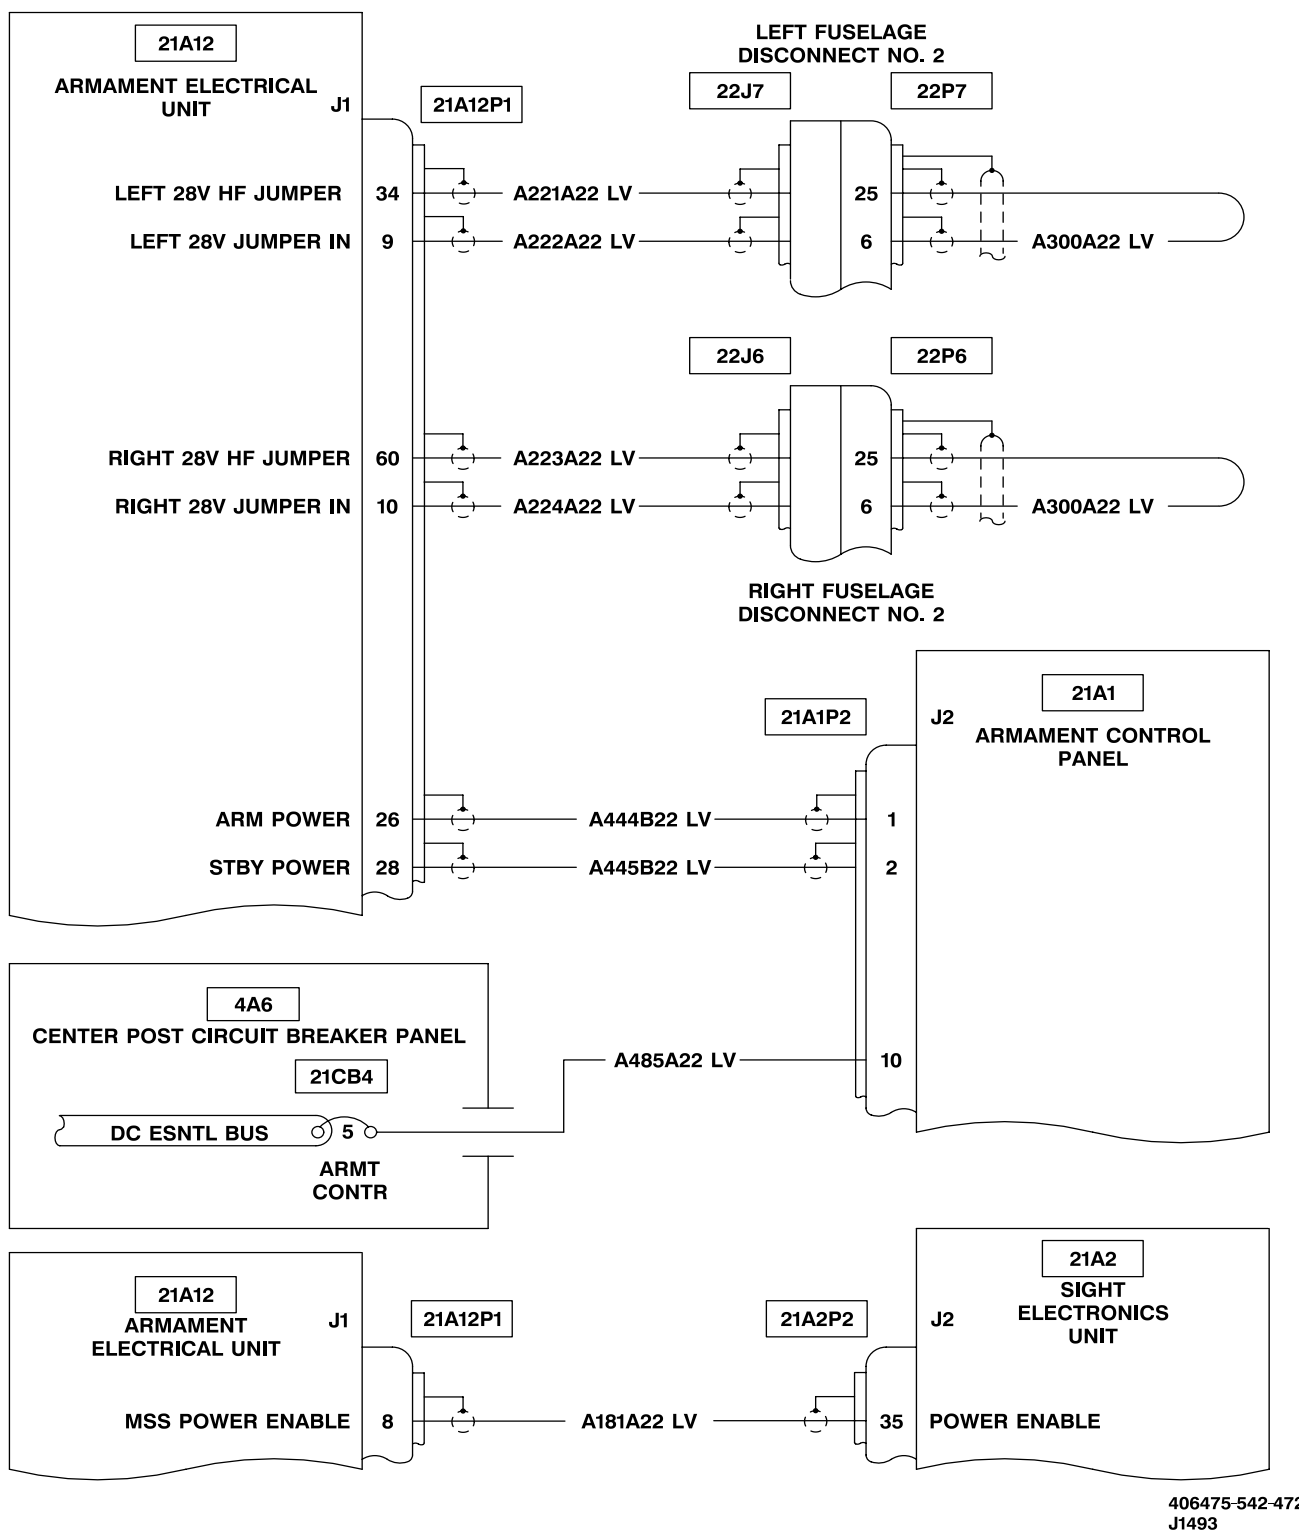 21A12
ARMAMENT ELECTRICAL
UNIT
J1
21A12P1
LEFT FUSELAGE
DISCONNECT NO. 2
22J7
22P7
LEFT 28V HF JUMPER 34 A221A22 LV 25
LEFT 28V JUMPER IN 9 A222A22 LV 6 A300A22 LV
22J6
22P6
RIGHT 28V HF JUMPER 60 A223A22 LV 25
RIGHT 28V JUMPER IN 10 A224A22 LV 6 A300A22 LV
RIGHT FUSELAGE
DISCONNECT NO. 2
21A1P2
J2
21A1
ARMAMENT CONTROL
PANEL
ARM POWER 26 A444B22 LV 1
STBY POWER 28 A445B22 LV 2
4A6
CENTER POST CIRCUIT BREAKER PANEL
21CB4
A485A22 LV 10
DC ESNTL BUS 5
ARMT
CONTR
21A12
ARMAMENT
ELECTRICAL UNIT
J1
21A12P1
21A2P2
J2
21A2
SIGHT
ELECTRONICS
UNIT
MSS POWER ENABLE 8 A181A22 LV 35 POWER ENABLE
406475-542-472
J1493